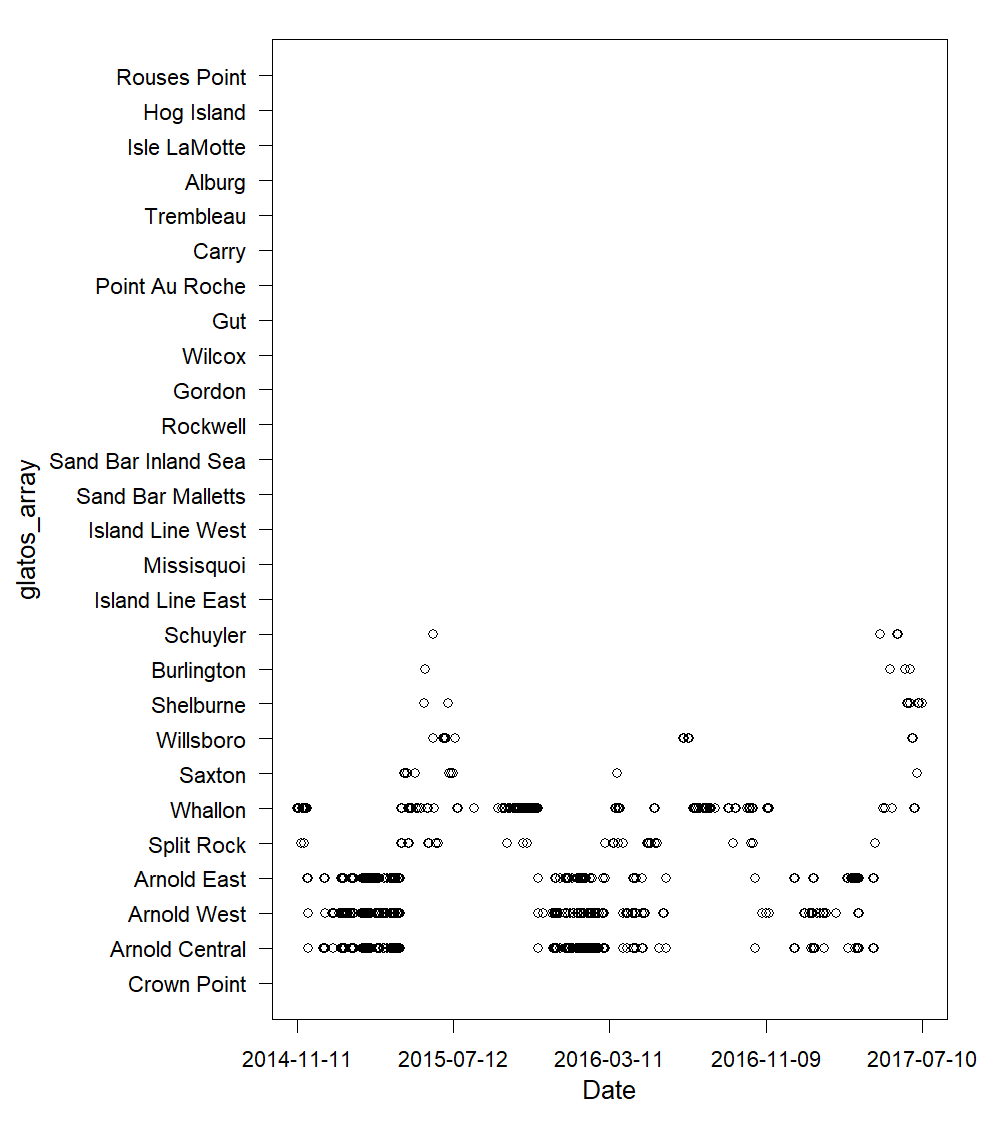 Rouses Point
Hog Island
Isle LaMotte
Alburg
Trembleau
Carry
Point Au Roche
Gut
Wilcox
Gordon
Rockwell
Sand Bar Inland Sea
Sand Bar Malletts
Island Line West
Missisquoi
Island Line East
Schuyler
Burlington
Shelburne
Willsboro
Saxton
Whallon
Split Rock
Arnold East
Arnold West
Arnold Central
Crown Point
glatos_array
2014-11-11 2015-07-12 2016-03-11 2016-11-09 2017-07-10
Date